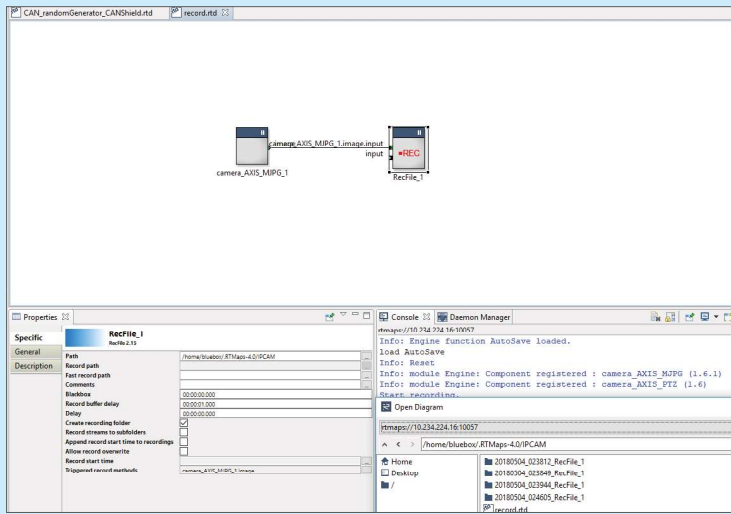 CAN_randomGenerator_CANShield.rtd
record.rtd
camera_AXIS_MJPG_1.image.input
input
•REC
camera_AXIS_MJPG_1
RecFile_1
Properties
Specific
General
Description
RecFile_1
RecFile 2.15
Path /home/bluebox/.RTMaps-4.0/IPCAM
Record path
Fast record path
Comments
Blackbox 00:00:00.000
Record buffer delay 00:00:01.000
Delay 00:00:00.000
Create recording folder
Record streams to subfolders
Append record start time to recordings
Allow record overwrite
Record start time
Triggered record methods camera_AXIS_MJPG_1.image
Console Daemon Manager
rtmaps://10.234.224.16:10057
Info: Engine function AutoSave loaded.
load AutoSave
Info: Reset
Info: module Engine: Component registered : camera_AXIS_MJPG (1.6.1)
Info: module Engine: Component registered : camera_AXIS_PTZ (1.6)
Start recording.
Open Diagram
rtmaps://10.234.224.16:10057
/home/bluebox/.RTMaps-4.0/IPCAM
Home
Desktop
/
20180504_023812_RecFile_1
20180504_023849_RecFile_1
20180504_023944_RecFile_1
20180504_024605_RecFile_1
record.rtd